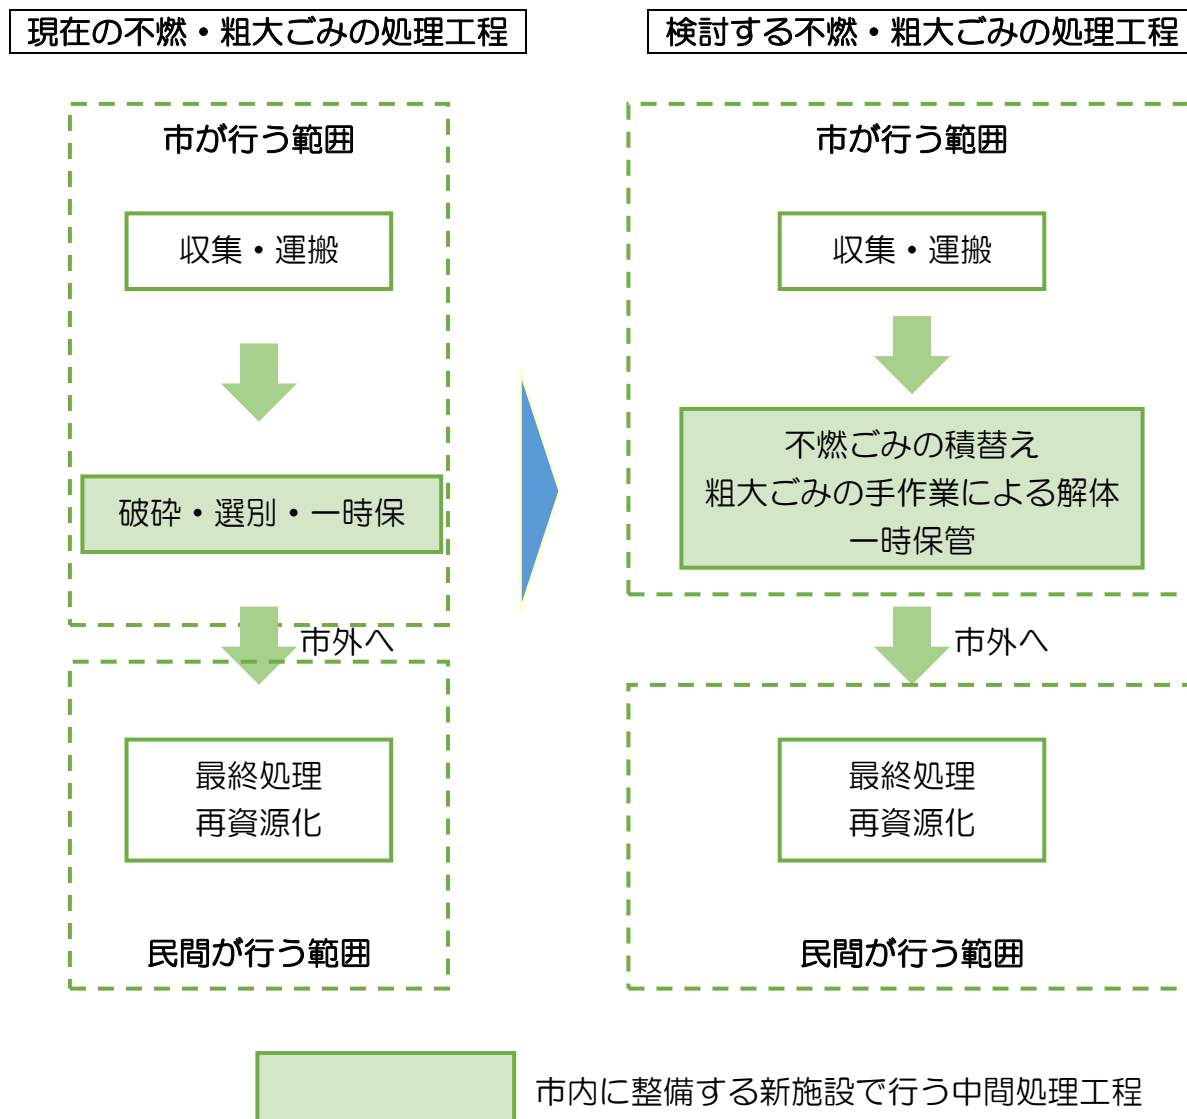 現在の不燃・粗大ごみの処理工程
市が行う範囲
収集・運搬
破砕・選別・一時保
市外へ
最終処理
再資源化
民間が行う範囲
検討する不燃・粗大ごみの処理工程
市が行う範囲
収集・運搬
不燃ごみの積替え
粗大ごみの手作業による解体
一時保管
市外へ
最終処理
再資源化
民間が行う範囲
市内に整備する新施設で行う中間処理工程